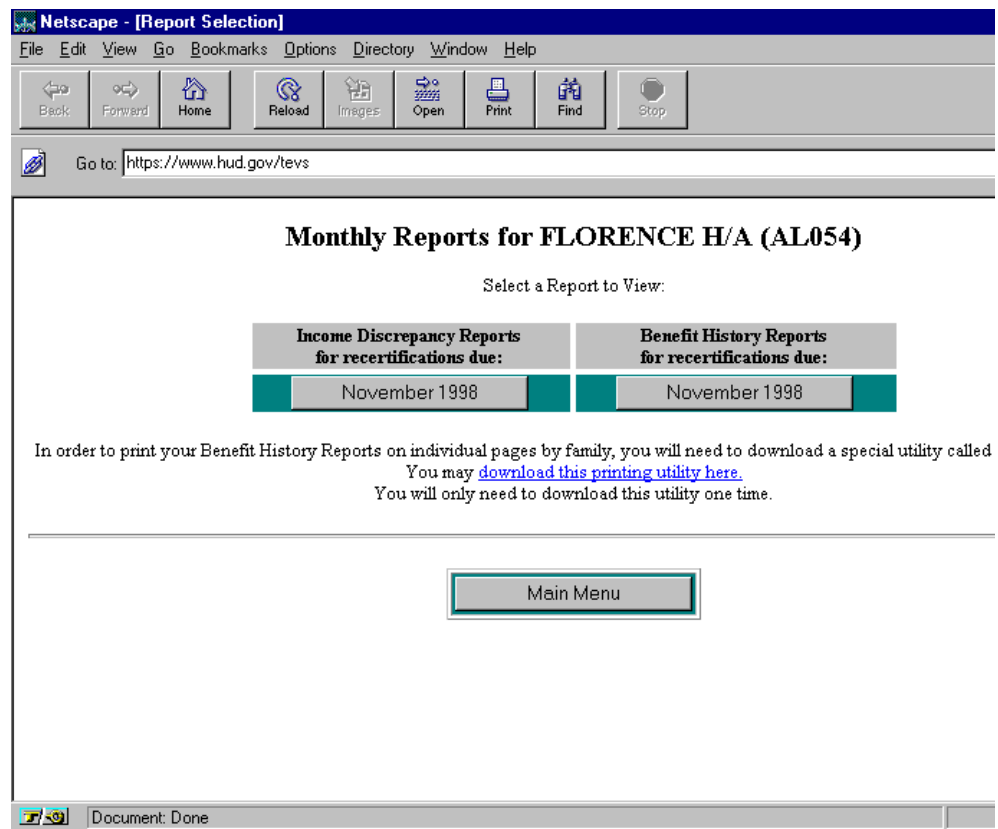 Netscape - [Report Selection]
File Edit View Go Bookmarks Options Directory Window Help
Back Forward Home Reload Images Open Print Find Stop
Go to: https://www.hud.gov/tevs
Monthly Reports for FLORENCE H/A (AL054)
Select a Report to View:
Income Discrepancy Reports
for recertifications due:
Benefit History Reports
for recertifications due:
November 1998
November 1998
In order to print your Benefit History Reports on individual pages by family, you will need to download a special utility called
You may download this printing utility here.
You will only need to download this utility one time.
Main Menu
Document: Done